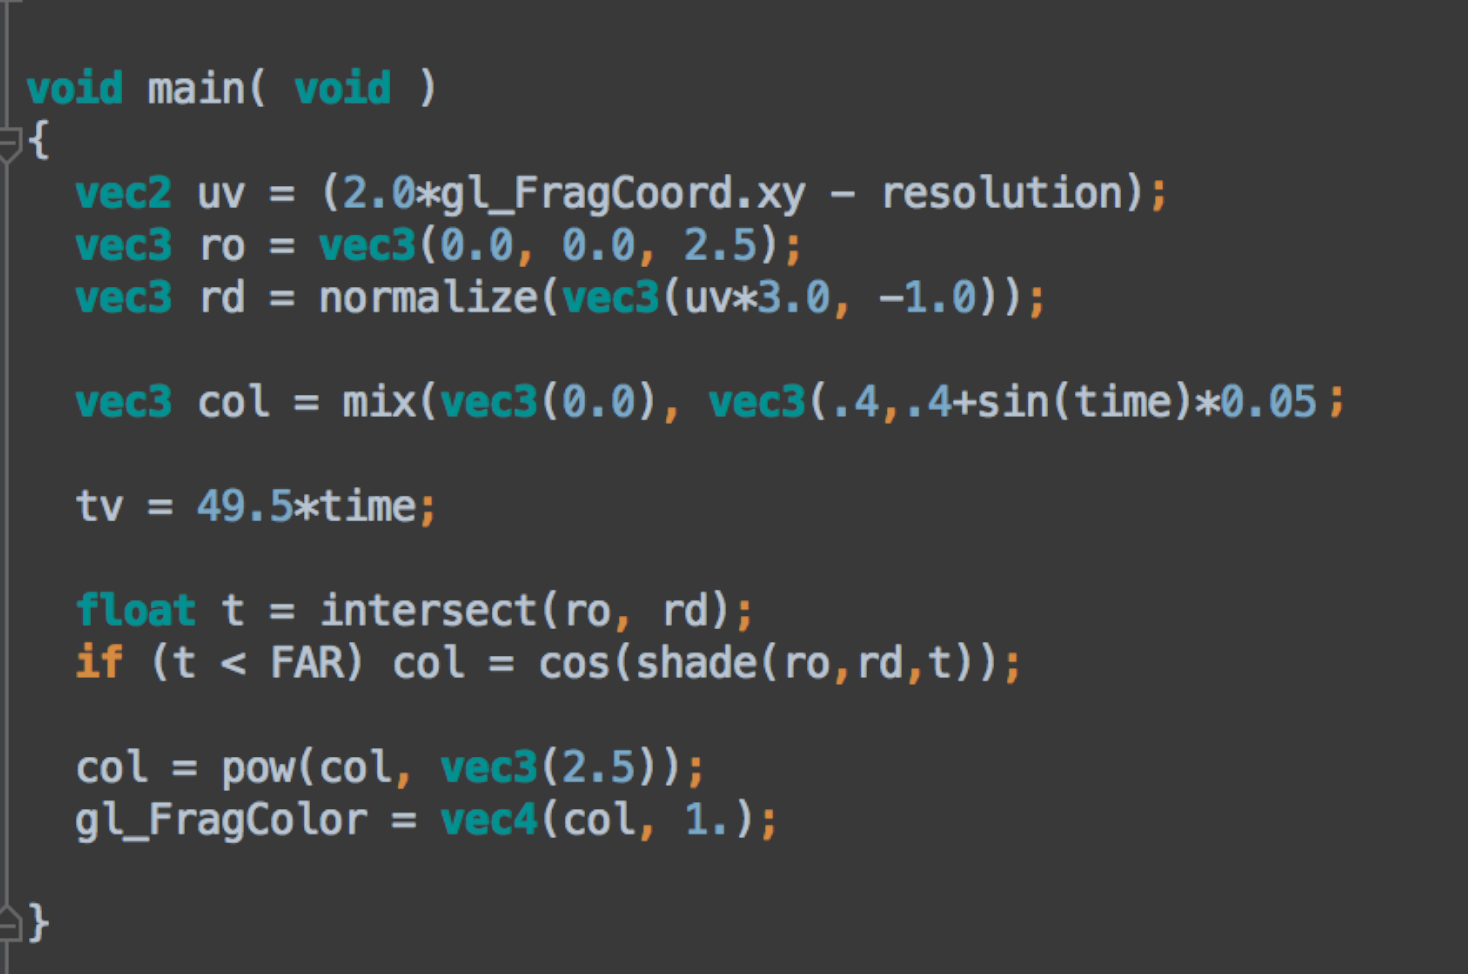 void main( void )
{
vec2 uv = (2.0*gl_FragCoord.xy - resolution);
vec3 ro = vec3(0.0, 0.0, 2.5);
vec3 rd = normalize(vec3(uv*3.0, -1.0));
vec3 col = mix(vec3(0.0), vec3(.4,.4+sin(time)*0.05;
tv = 49.5*time;
float t = intersect(ro, rd);
if (t < FAR) col = cos(shade(ro,rd,t));
col = pow(col, vec3(2.5));
gl_FragColor = vec4(col, 1.);
}